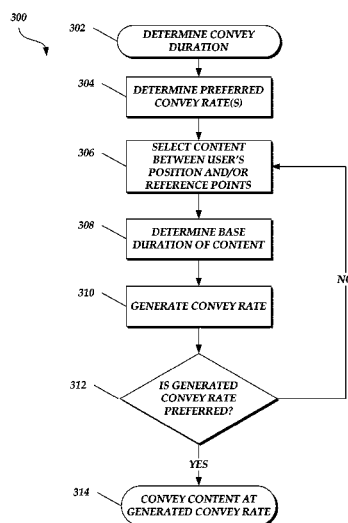 300
302
DETERMINE CONVEY
DURATION
304
DETERMINE PREFERRED
CONVEY RATE(S)
306
SELECT CONTENT
BETWEEN USER'S
POSITION AND/OR
REFERENCE POINTS
308
DETERMINE BASE
DURATION OF CONTENT
310
GENERATE CONVEY RATE
312
IS GENERATED
CONVEY RATE
PREFERRED?
YES
314
CONVEY CONTENT AT
GENERATED CONVEY RATE